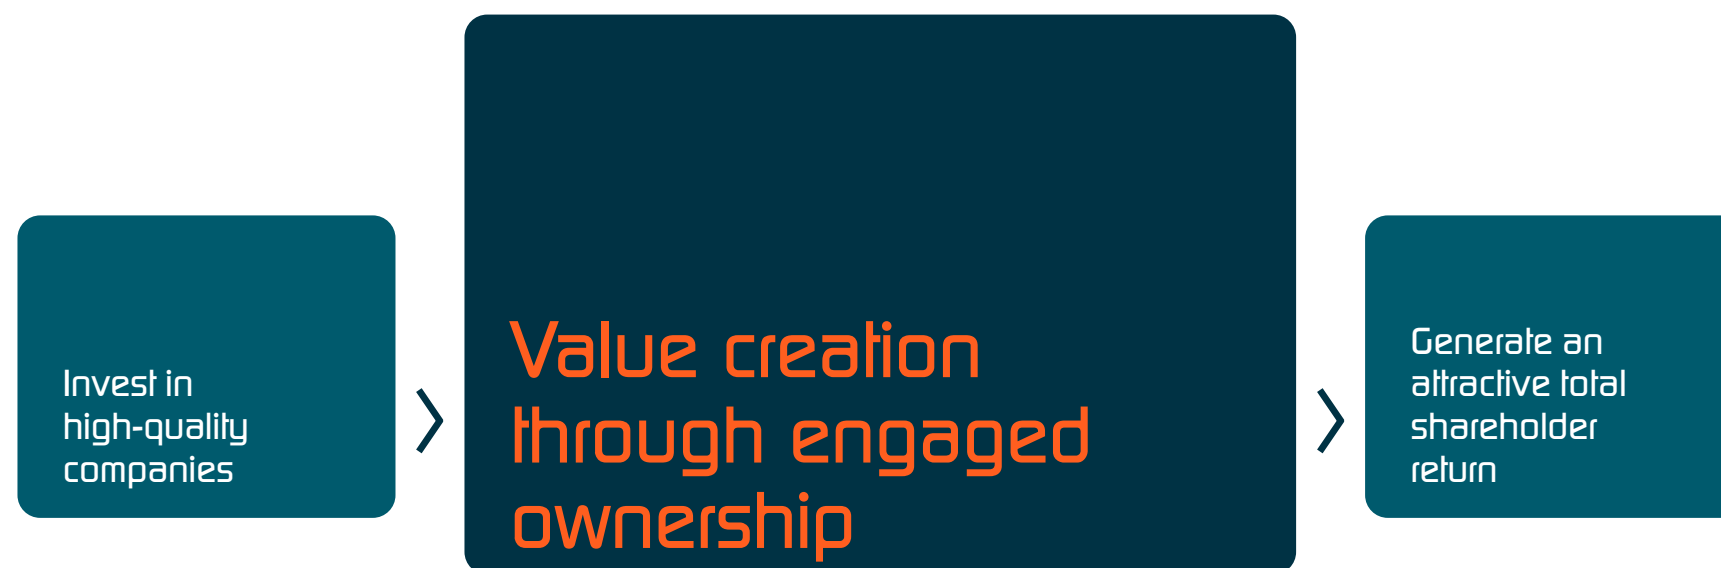 Invest in
high-quality
companies
Value creation
through engaged
ownership
Generate an
attractive total
shareholder
return